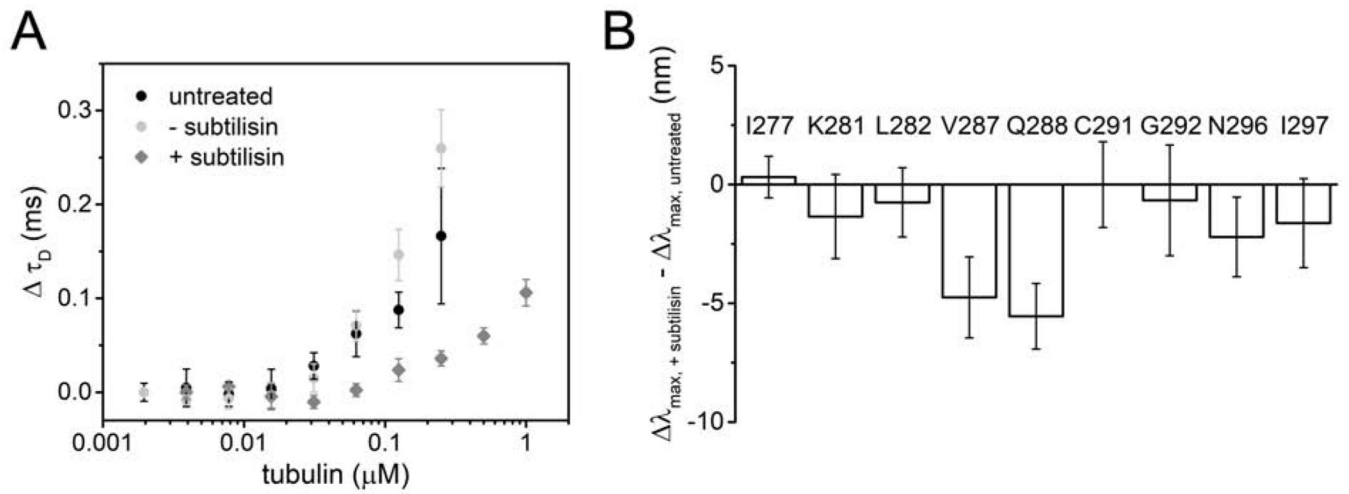 A
Δ τD (ms)
0.3
0.2
0.1
0.0
untreated
- subtilisin
+ subtilisin
0.001
0.01
0.1
1
tubulin (μM)
B
Δλmax, + subtilisin - Δλmax, untreated (nm)
5
0
-5
-10
I277 K281 L282 V287 Q288 C291 G292 N296 I297